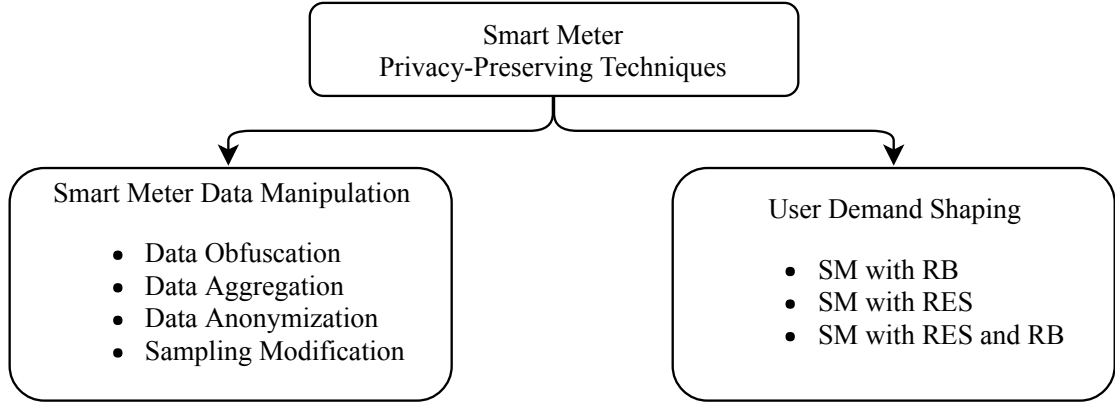 Smart Meter
Privacy-Preserving Techniques
Smart Meter Data Manipulation
• Data Obfuscation
• Data Aggregation
• Data Anonymization
• Sampling Modification
User Demand Shaping
• SM with RB
• SM with RES
• SM with RES and RB